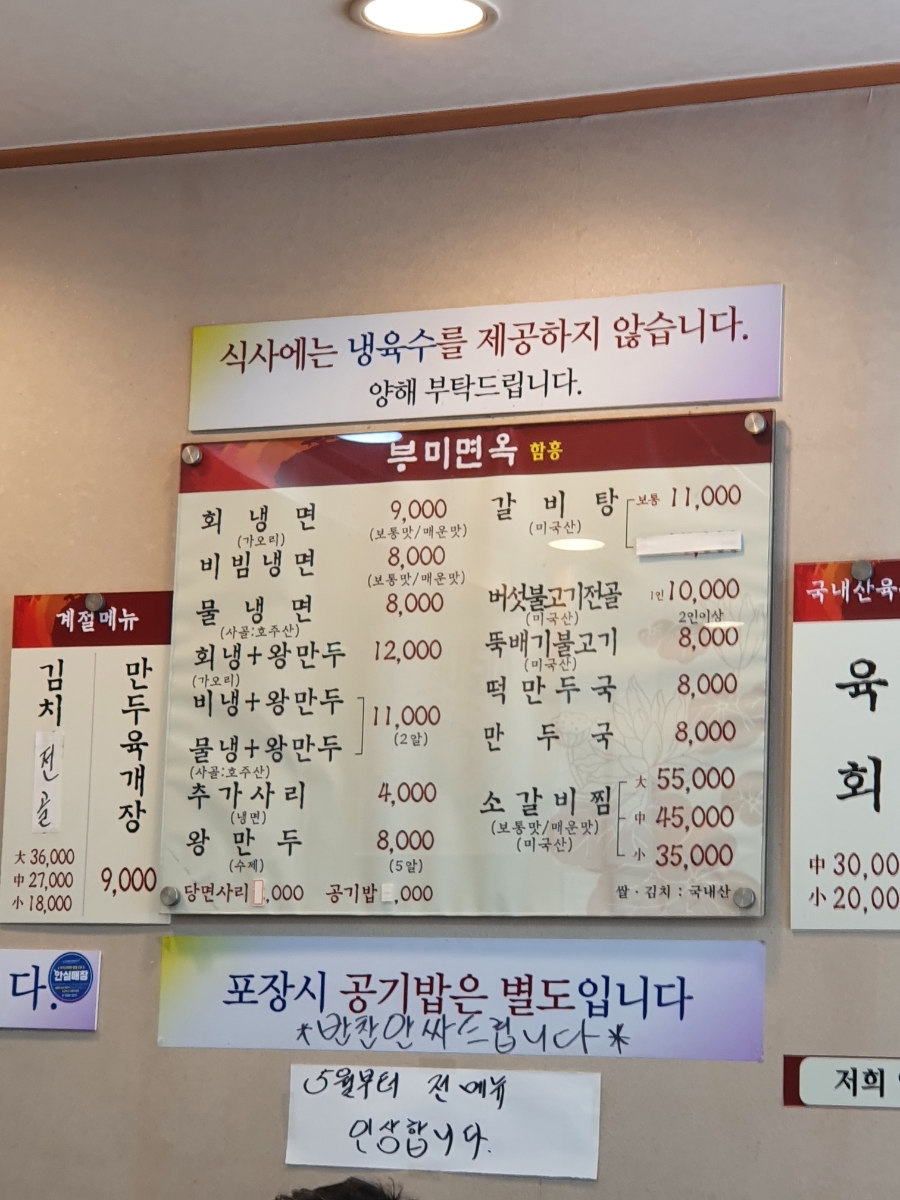 식사에는 냉육수를 제공하지 않습니다.
양해 부탁드립니다.
부미면옥 함흥
회냉면 9,000
(가오리) (보통맛/매운맛)
비빔냉면 8,000
(보통맛/매운맛)
물냉면 8,000
(사골:호주산)
회냉+왕만두 12,000
(가오리)
비냉+왕만두
11,000
(2알)
물냉+왕만두
(사골:호주산)
추가사리 4,000
(냉면)
왕만두 8,000
(수제) (5알)
당면사리 ,000 공기밥 ,000
갈비탕 보통 11,000
(미국산)
버섯불고기전골 1인 10,000
(미국산) 2인이상
뚝배기불고기 8,000
(미국산)
떡만두국 8,000
만두국 8,000
소갈비찜 大 55,000
(보통맛/매운맛) 中 45,000
(미국산) 小 35,000
쌀·김치 : 국내산
계절메뉴
김치전골
大 36,000
中 27,000
小 18,000
만두육개장
9,000
국내산육
육회
中 30,00
小 20,00
다.
안심매장
포장시 공기밥은 별도입니다
*반찬안싸드립니다*
5월부터 전메뉴
인상합니다.
저희